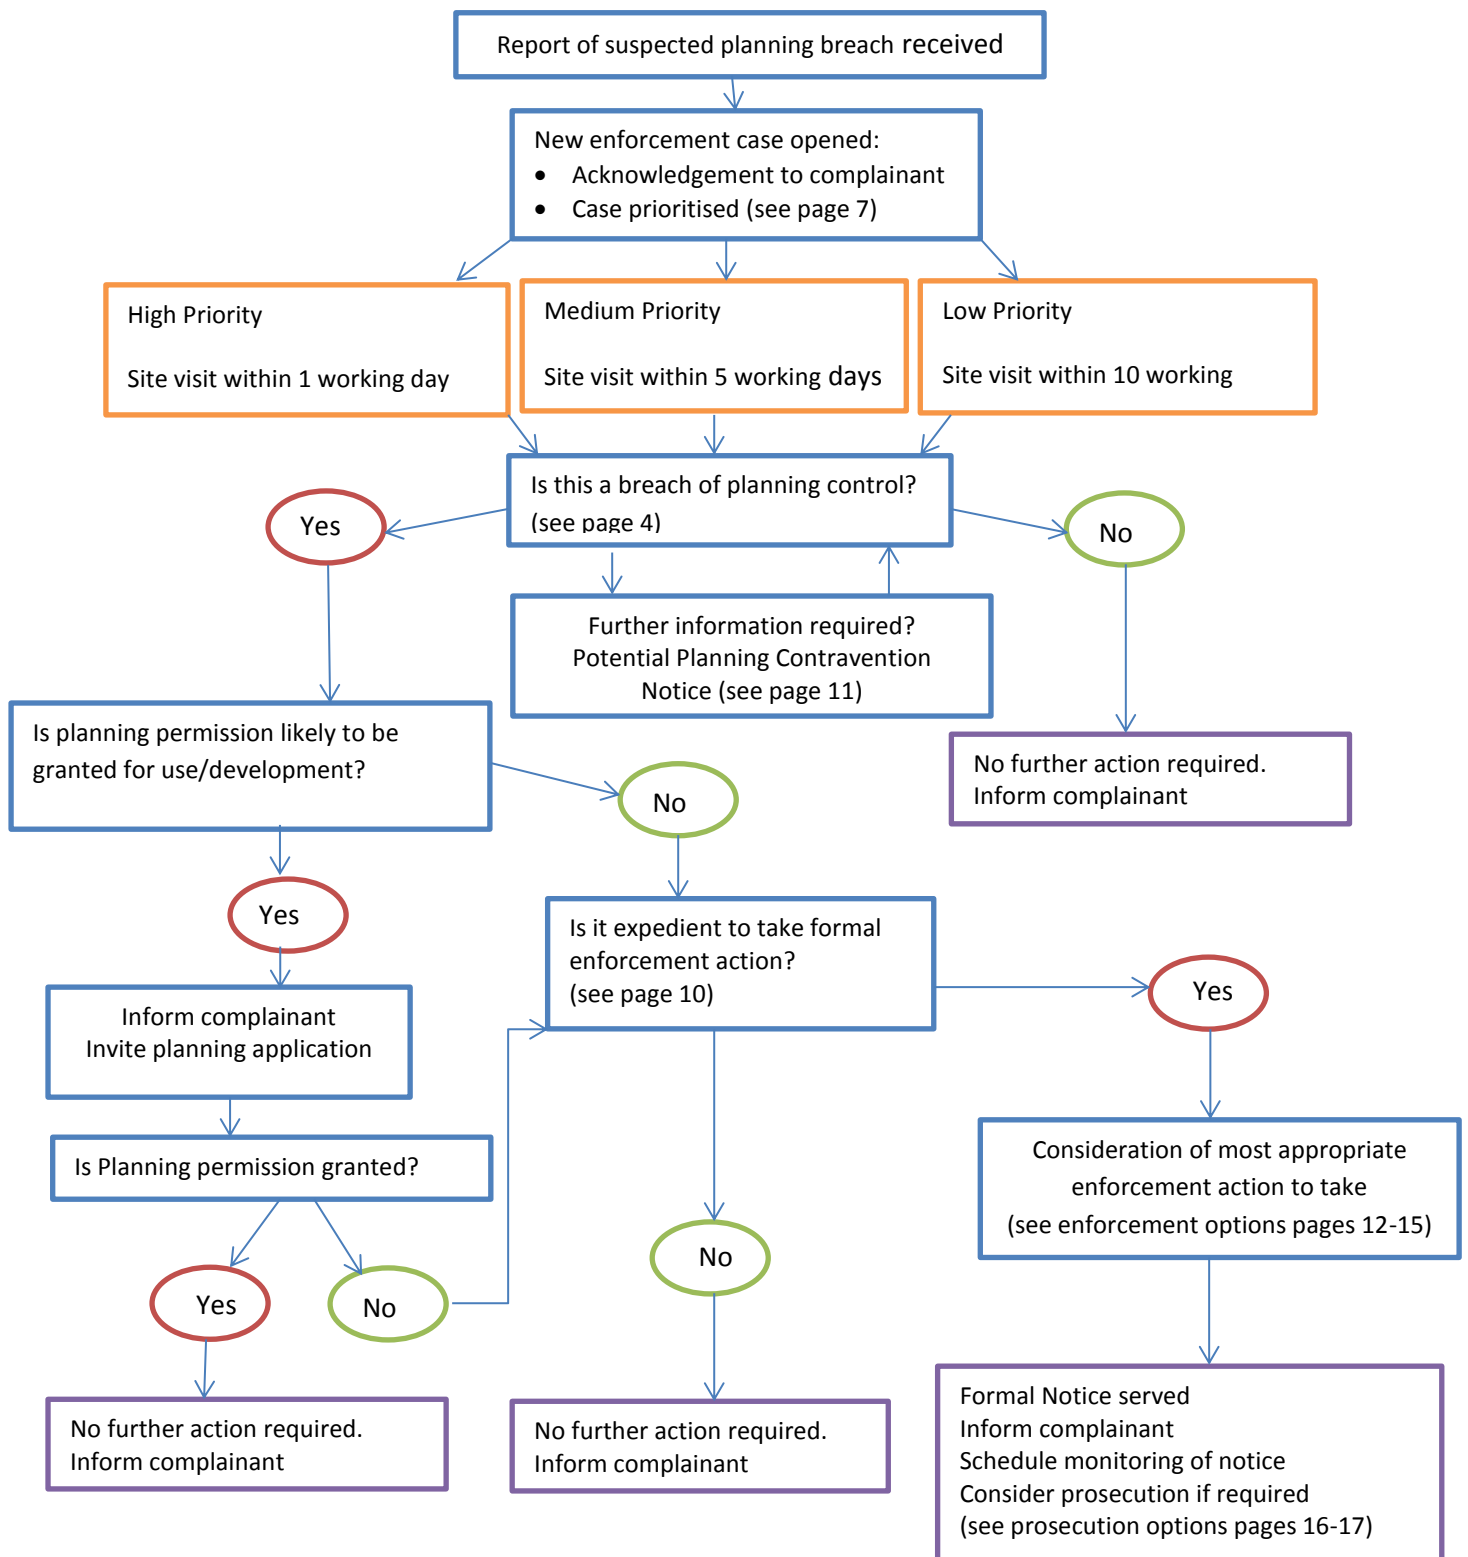 Report of suspected planning breach received
New enforcement case opened:
• Acknowledgement to complainant
• Case prioritised (see page 7)
High Priority
Site visit within 1 working day
Medium Priority
Site visit within 5 working days
Low Priority
Site visit within 10 working
Is this a breach of planning control?
(see page 4)
Yes
No
Further information required?
Potential Planning Contravention
Notice (see page 11)
Is planning permission likely to be
granted for use/development?
No
No further action required.
Inform complainant
Yes
Is it expedient to take formal
enforcement action?
(see page 10)
Yes
Inform complainant
Invite planning application
Is Planning permission granted?
Consideration of most appropriate
enforcement action to take
(see enforcement options pages 12-15)
Yes
No
No
No further action required.
Inform complainant
No further action required.
Inform complainant
Formal Notice served
Inform complainant
Schedule monitoring of notice
Consider prosecution if required
(see prosecution options pages 16-17)